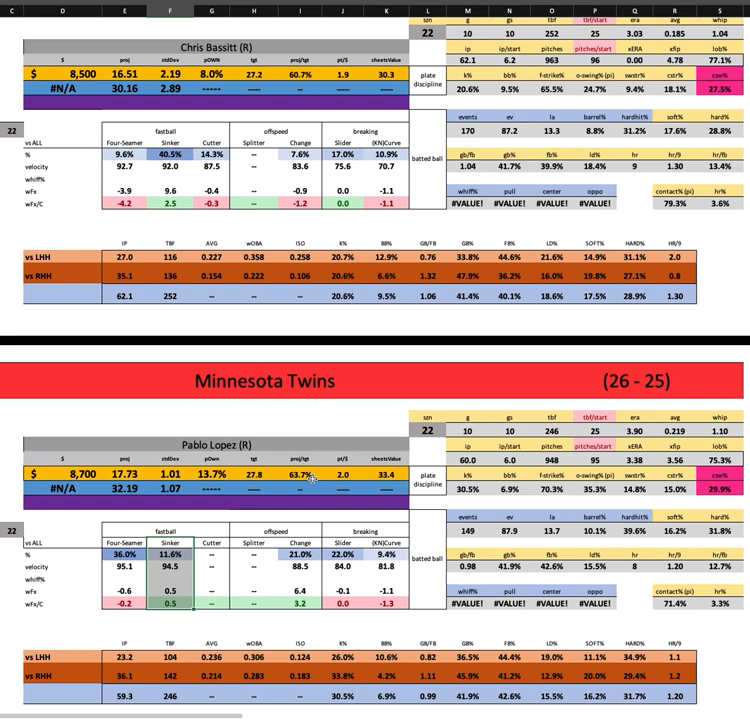 C D E F G H I J K L M N O P Q R S
szn g gs tbf tbf/start era avg whip
22 10 10 252 25 3.03 0.185 1.04
Chris Bassitt (R) ip ip/start pitches pitches/start xERA xfip lob%
$ proj stdDev pOWN tgt proj/tgt pt/$ sheetsValue 62.1 6.2 963 96 0.00 4.78 77.1%
$ 8,500 16.51 2.19 8.0% 27.2 60.7% 1.9 30.3 plate discipline k% bb% f-strike% o-swing% (pi) swstr% cstr% csw%
#N/A 30.16 2.89 ----- ---- -- ---- ---- 20.6% 9.5% 65.5% 24.7% 9.4% 18.1% 27.5%
events ev la barrel% hardhit% soft% hard%
22 fastball offspeed breaking 170 87.2 13.3 8.8% 31.2% 17.6% 28.8%
vs ALL Four-Seamer Sinker Cutter Splitter Change Slider (KN)Curve
% 9.6% 40.5% 14.3% -- 7.6% 17.0% 10.9% batted ball gb/fb gb% fb% ld% hr hr/9 hr/fb
velocity 92.7 92.0 87.5 -- 83.6 75.6 70.7 1.04 41.7% 39.9% 18.4% 9 1.30 13.4%
whiff%
wFx -3.9 9.6 -0.4 -- -0.9 0.0 -1.1 whiff% pull center oppo contact% (pi) hr%
wFx/C -4.2 2.5 -0.3 -- -1.2 0.0 -1.1 #VALUE! #VALUE! #VALUE! #VALUE! 79.3% 3.6%
IP TBF AVG wOBA ISO K% BB% GB/FB GB% FB% LD% SOFT% HARD% HR/9
vs LHH 27.0 116 0.227 0.358 0.258 20.7% 12.9% 0.76 33.8% 44.6% 21.6% 14.9% 31.1% 2.0
vs RHH 35.1 136 0.154 0.222 0.106 20.6% 6.6% 1.32 47.9% 36.2% 16.0% 19.8% 27.1% 0.8
62.1 252 -- -- -- 20.6% 9.5% 1.06 41.4% 40.1% 18.6% 17.5% 28.9% 1.30
Minnesota Twins (26 - 25)
szn g gs tbf tbf/start era avg whip
22 10 10 246 25 3.90 0.219 1.10
Pablo Lopez (R) ip ip/start pitches pitches/start xERA xfip lob%
$ proj stdDev pOwn tgt proj/tgt pt/$ sheetsValue 60.0 6.0 948 95 3.38 3.56 75.3%
$ 8,700 17.73 1.01 13.7% 27.8 63.7% 2.0 33.4 plate discipline k% bb% f-strike% o-swing% (pi) swstr% cstr% csw%
#N/A 32.19 1.07 ----- ---- -- ---- ---- 30.5% 6.9% 70.3% 35.3% 14.8% 15.0% 29.9%
events ev la barrel% hardhit% soft% hard%
22 fastball offspeed breaking 149 87.9 13.7 10.1% 39.6% 16.2% 31.8%
vs ALL Four-Seamer Sinker Cutter Splitter Change Slider (KN)Curve
% 36.0% 11.6% -- -- 21.0% 22.0% 9.4% batted ball gb/fb gb% fb% ld% hr hr/9 hr/fb
velocity 95.1 94.5 -- -- 88.5 84.0 81.8 0.98 41.9% 42.6% 15.5% 8 1.20 12.7%
whiff%
wFx -0.6 0.5 -- -- 6.4 -0.1 -1.1 whiff% pull center oppo contact% (pi) hr%
wFx/C -0.2 0.5 -- -- 3.2 0.0 -1.3 #VALUE! #VALUE! #VALUE! #VALUE! 71.4% 3.3%
IP TBF AVG wOBA ISO K% BB% GB/FB GB% FB% LD% SOFT% HARD% HR/9
vs LHH 23.2 104 0.236 0.306 0.124 26.0% 10.6% 0.82 36.5% 44.4% 19.0% 11.1% 34.9% 1.1
vs RHH 36.1 142 0.214 0.283 0.183 33.8% 4.2% 1.11 45.9% 41.2% 12.9% 20.0% 29.4% 1.2
59.3 246 -- -- -- 30.5% 6.9% 0.99 41.9% 42.6% 15.5% 16.2% 31.7% 1.20